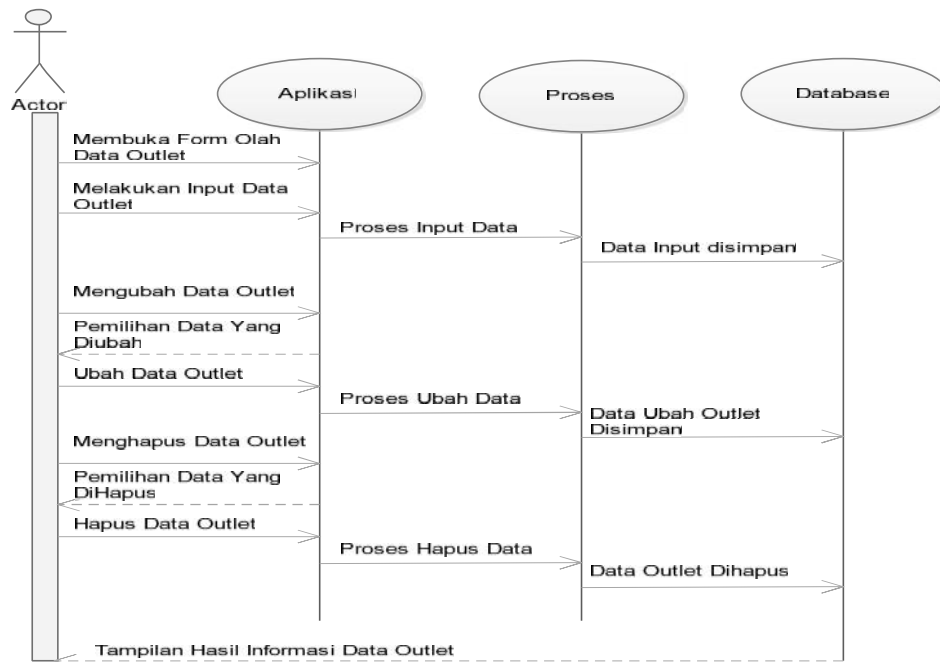 Actor
Aplikasi
Proses
Database
Membuka Form Olah
Data Outlet
Melakukan Input Data
Outlet
Proses Input Data
Data Input disimpan
Mengubah Data Outlet
Pemilihan Data Yang
Diubah
Ubah Data Outlet
Proses Ubah Data
Data Ubah Outlet
Disimpan
Menghapus Data Outlet
Pemilihan Data Yang
DiHapus
Hapus Data Outlet
Proses Hapus Data
Data Outlet Dihapus
Tampilan Hasil Informasi Data Outlet